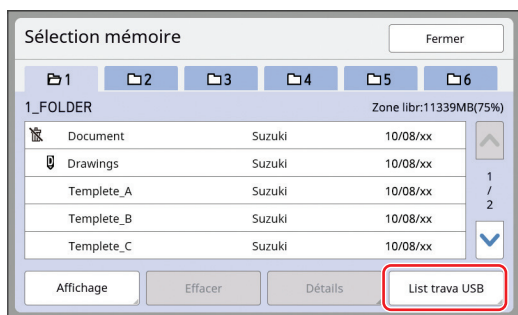 Sélection mémoire Fermer
1 2 3 4 5 6
1_FOLDER Zone libr:11339MB(75%)
Document Suzuki 10/08/xx
Drawings Suzuki 10/08/xx
Templete_A Suzuki 10/08/xx
Templete_B Suzuki 10/08/xx
Templete_C Suzuki 10/08/xx
1
/
2
Affichage Effacer Détails List trava USB